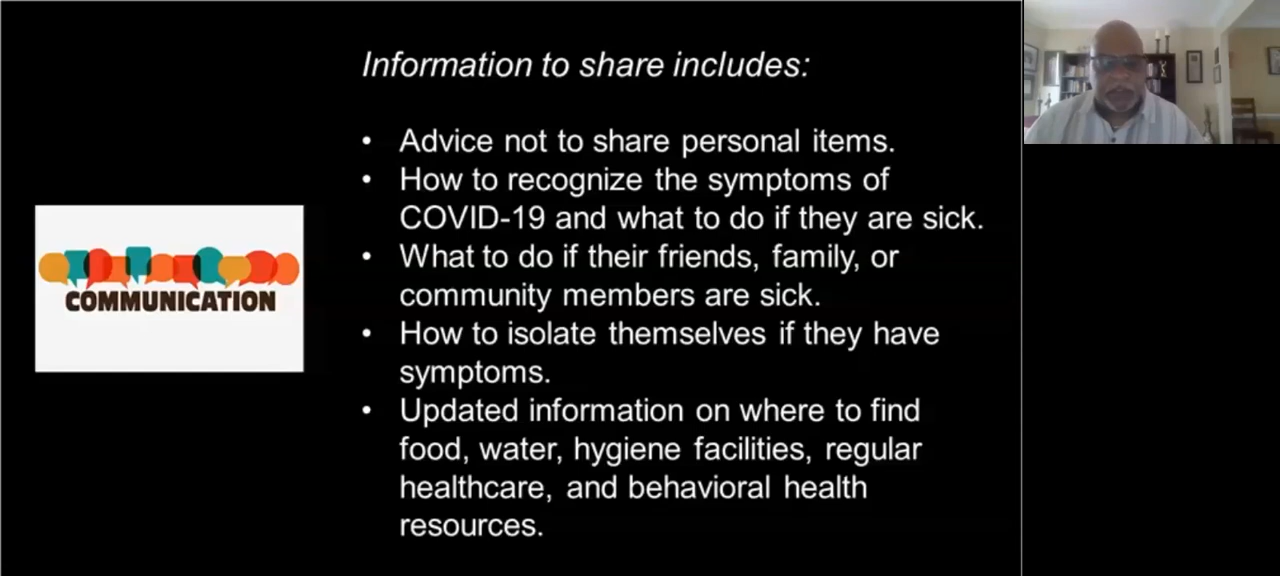 Information to share includes:
• Advice not to share personal items.
• How to recognize the symptoms of
COVID-19 and what to do if they are sick.
• What to do if their friends, family, or
community members are sick.
• How to isolate themselves if they have
symptoms.
• Updated information on where to find
food, water, hygiene facilities, regular
healthcare, and behavioral health
resources.
COMMUNICATION